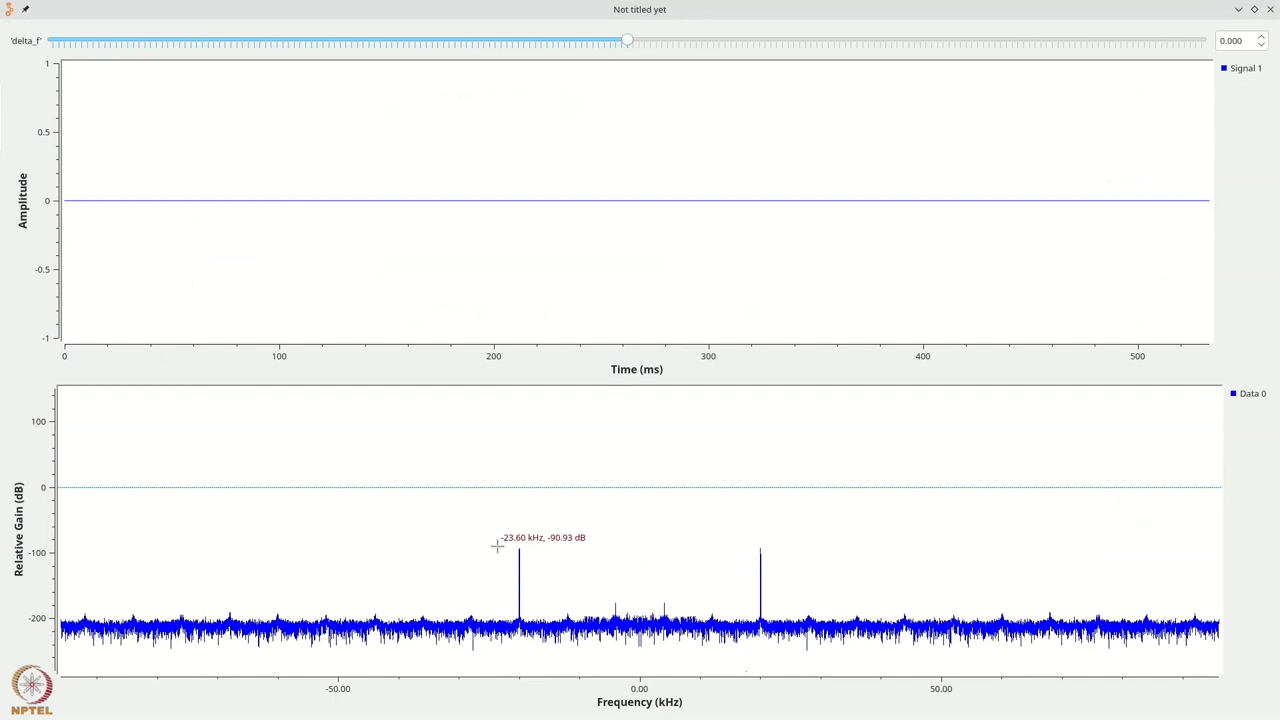 Not titled yet
'delta_f'
0.000
1
0.5
0
-0.5
-1
Amplitude
Signal 1
0
100
200
300
400
500
Time (ms)
100
0
-100
-200
Relative Gain (dB)
Data 0
-23.60 kHz, -90.93 dB
-50.00
0.00
50.00
Frequency (kHz)
NPTEL